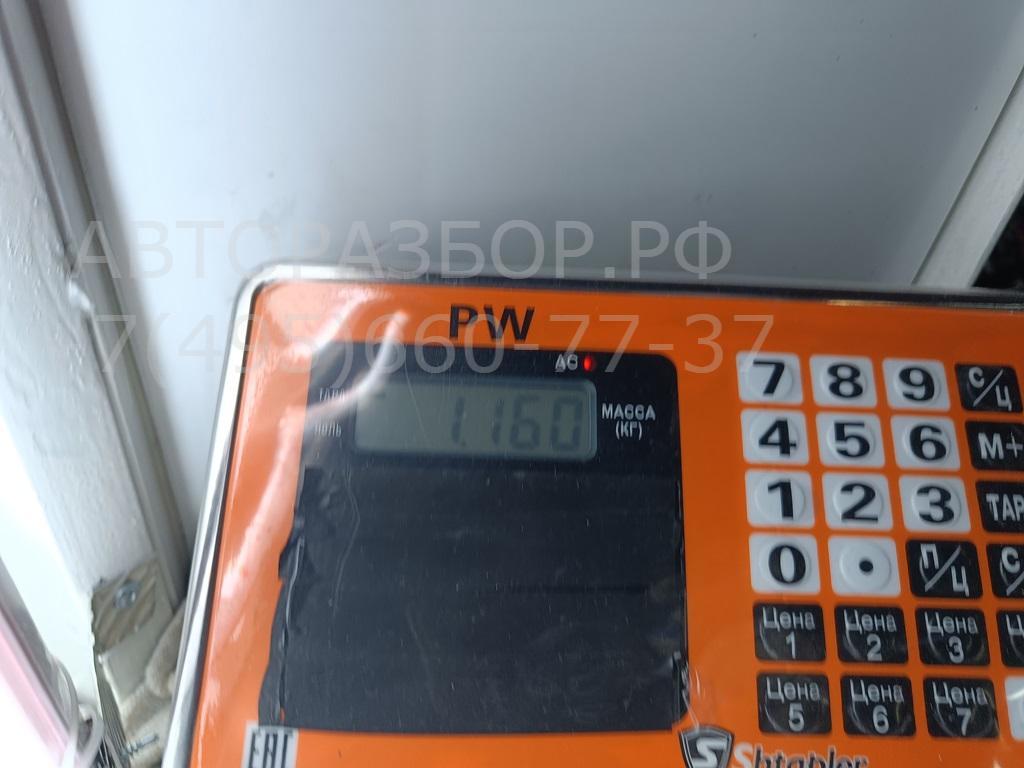 АВТОРАЗБОР.РФ
7(495)660-77-37
PW
ТАРА
НОЛЬ
1.160
МАССА
(КГ)
7 8 9 С/Ц
4 5 6 М+
1 2 3 ТАР
0 • П/Ц С/
Цена 1 Цена 2 Цена 3 Ц
Цена 5 Цена 6 Цена 7
EAC
Shtapler